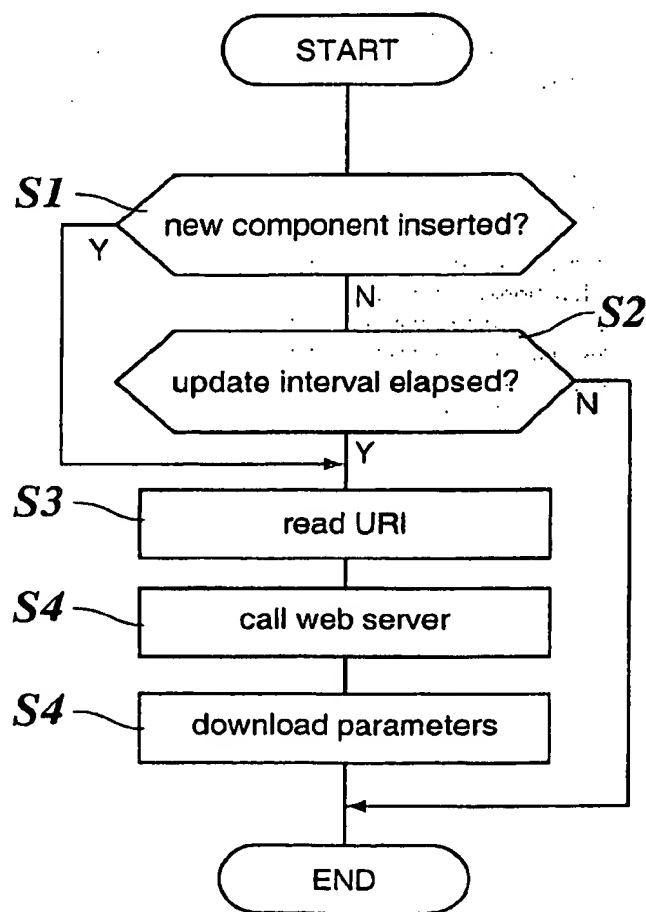 START
S1
new component inserted?
Y
N
S2
update interval elapsed?
N
Y
S3
read URI
S4
call web server
S4
download parameters
END